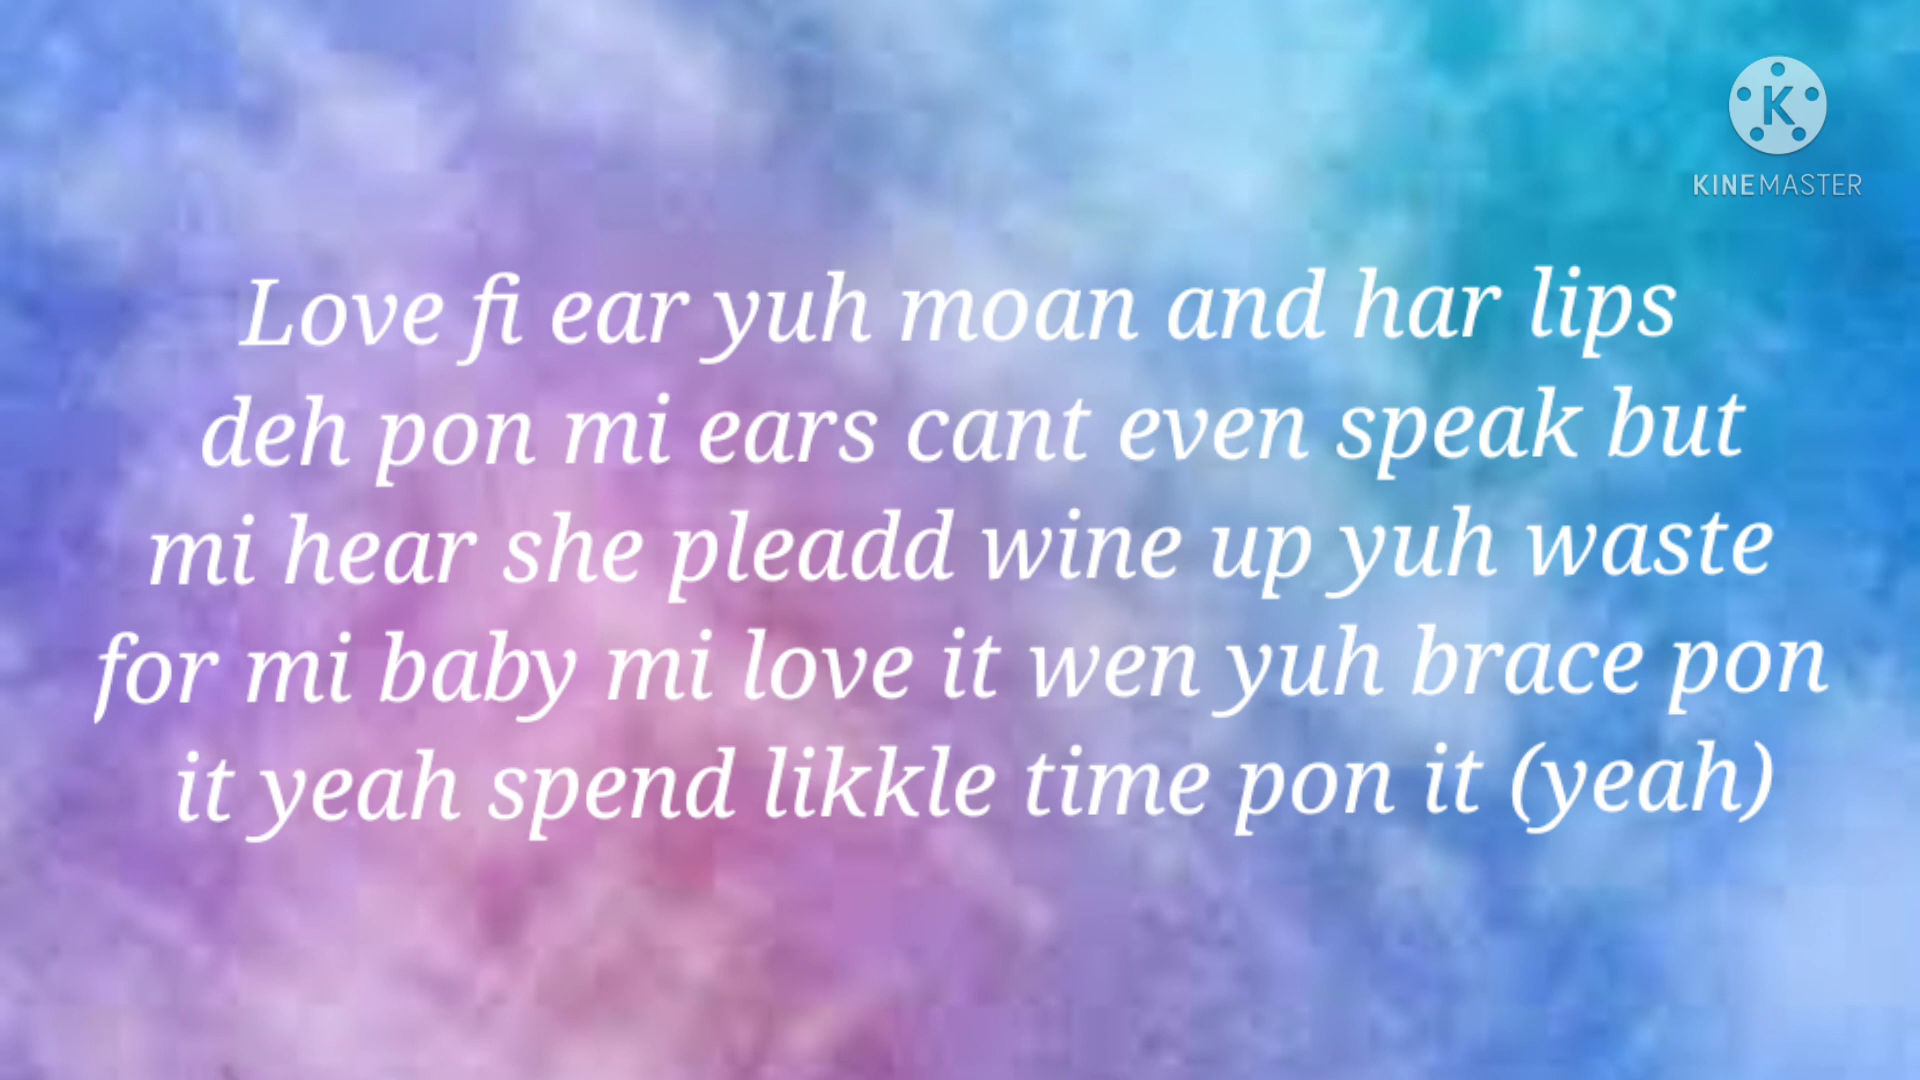 K
KINEMASTER
Love fi ear yuh moan and har lips
deh pon mi ears cant even speak but
mi hear she pleadd wine up yuh waste
for mi baby mi love it wen yuh brace pon
it yeah spend likkle time pon it (yeah)